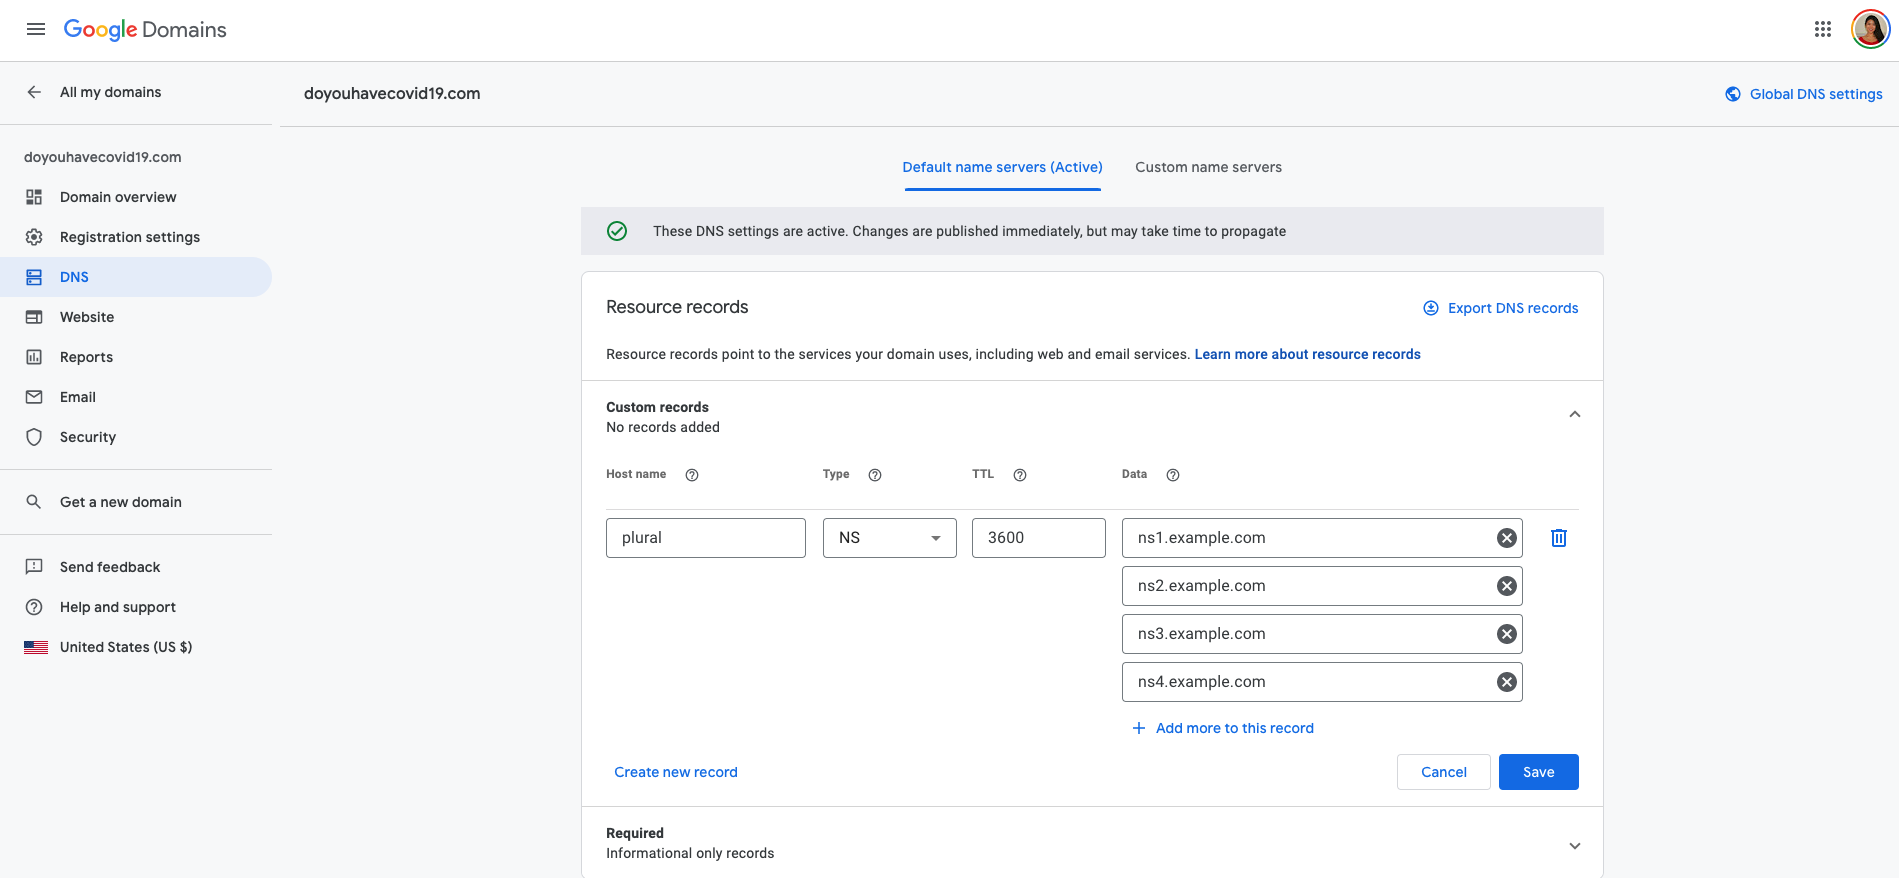 Google Domains
All my domains
doyouhavecovid19.com
Global DNS settings
doyouhavecovid19.com
Domain overview
Registration settings
DNS
Website
Reports
Email
Security
Get a new domain
Send feedback
Help and support
United States (US $)
Default name servers (Active)
Custom name servers
These DNS settings are active. Changes are published immediately, but may take time to propagate
Resource records
Export DNS records
Resource records point to the services your domain uses, including web and email services. Learn more about resource records
Custom records
No records added
Host name
Type
TTL
Data
plural
NS
3600
ns1.example.com
ns2.example.com
ns3.example.com
ns4.example.com
Add more to this record
Create new record
Cancel
Save
Required
Informational only records